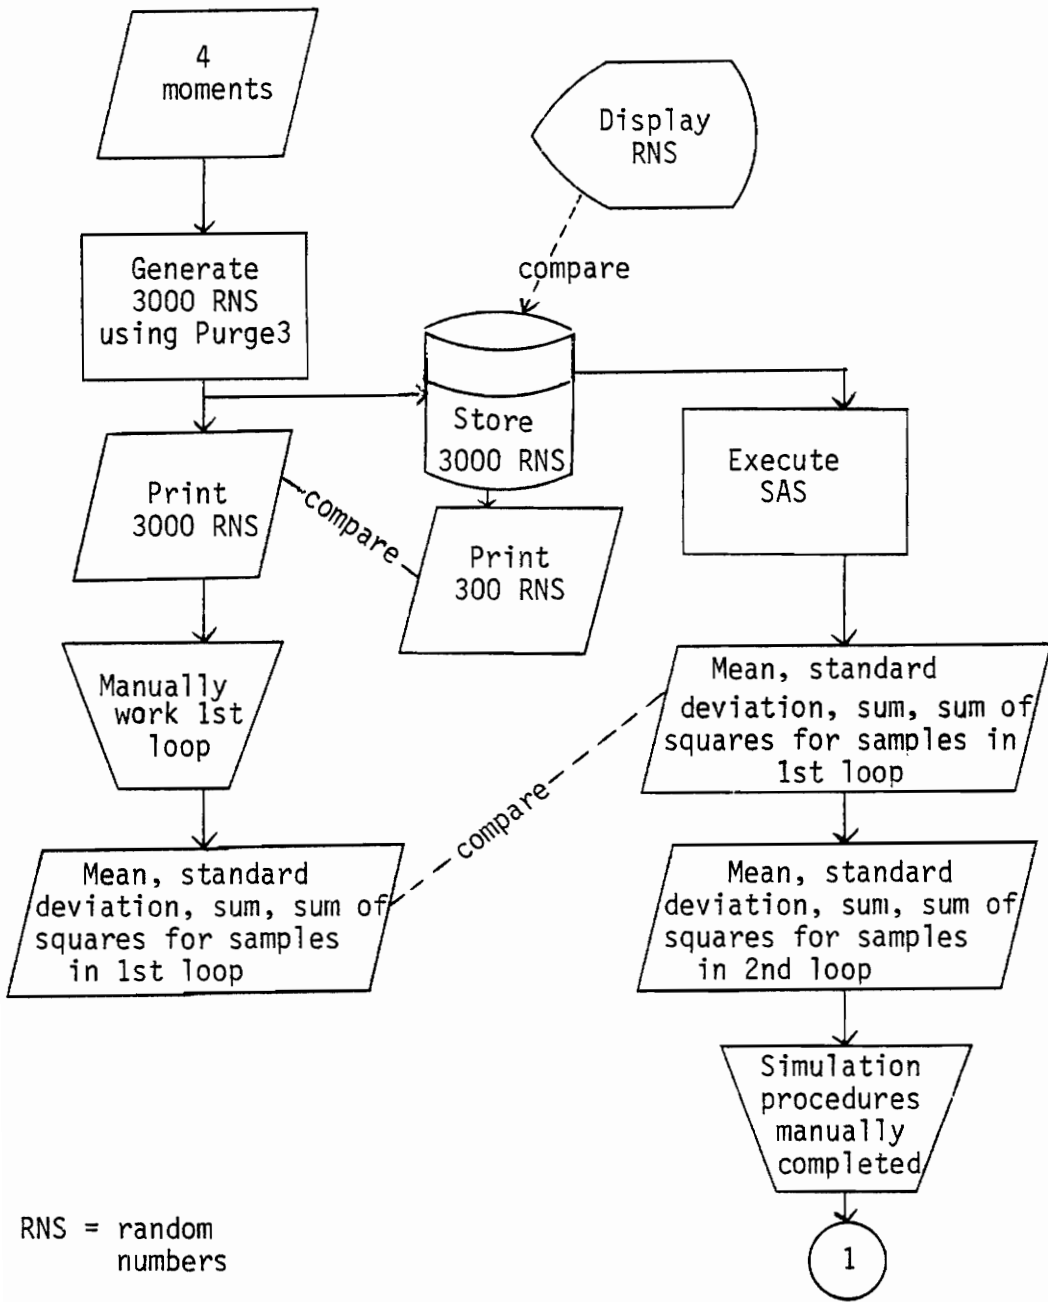 4
moments
Display
RNS
compare
Generate
3000 RNS
using Purge3
Store
3000 RNS
Execute
SAS
Print
3000 RNS
compare
Print
300 RNS
Manually
work 1st
loop
Mean, standard
deviation, sum, sum of
squares for samples in
1st loop
compare
Mean, standard
deviation, sum, sum of
squares for samples
in 1st loop
Mean, standard
deviation, sum, sum of
squares for samples
in 2nd loop
Simulation
procedures
manually
completed
RNS = random
numbers
1